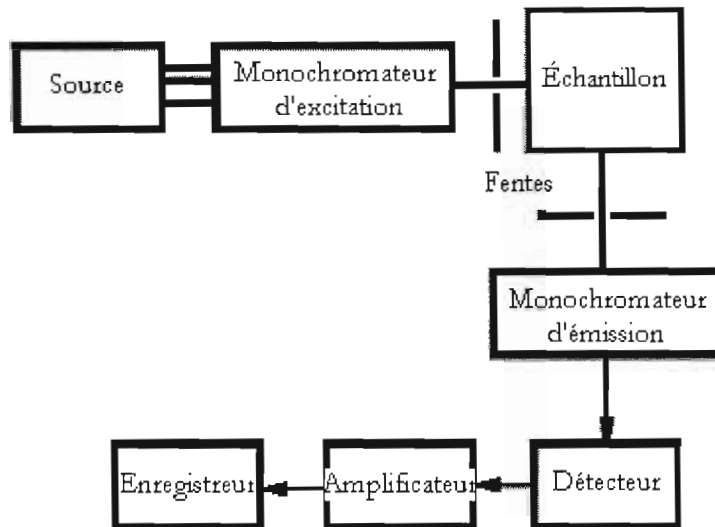 Source
Monochromateur
d'excitation
Échantillon
Fentes
Monochromateur
d'émission
Détecteur
Amplificateur
Enregistreur